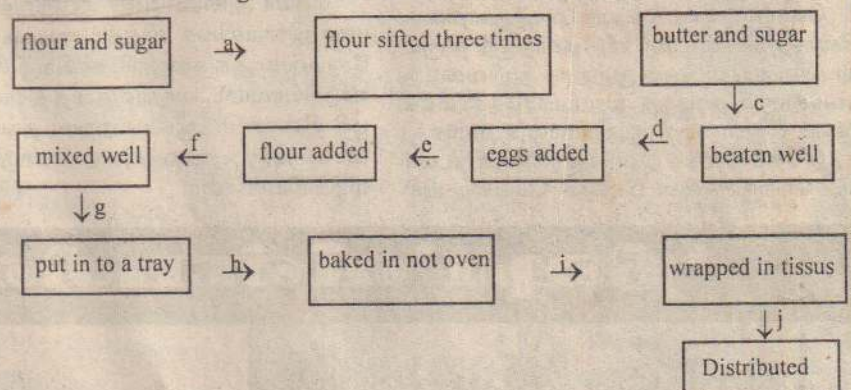 flour and sugar a flour sifted three times butter and sugar
c
mixed well f flour added e eggs added d beaten well
g
put in to a tray h baked in not oven i wrapped in tissus
j
Distributed